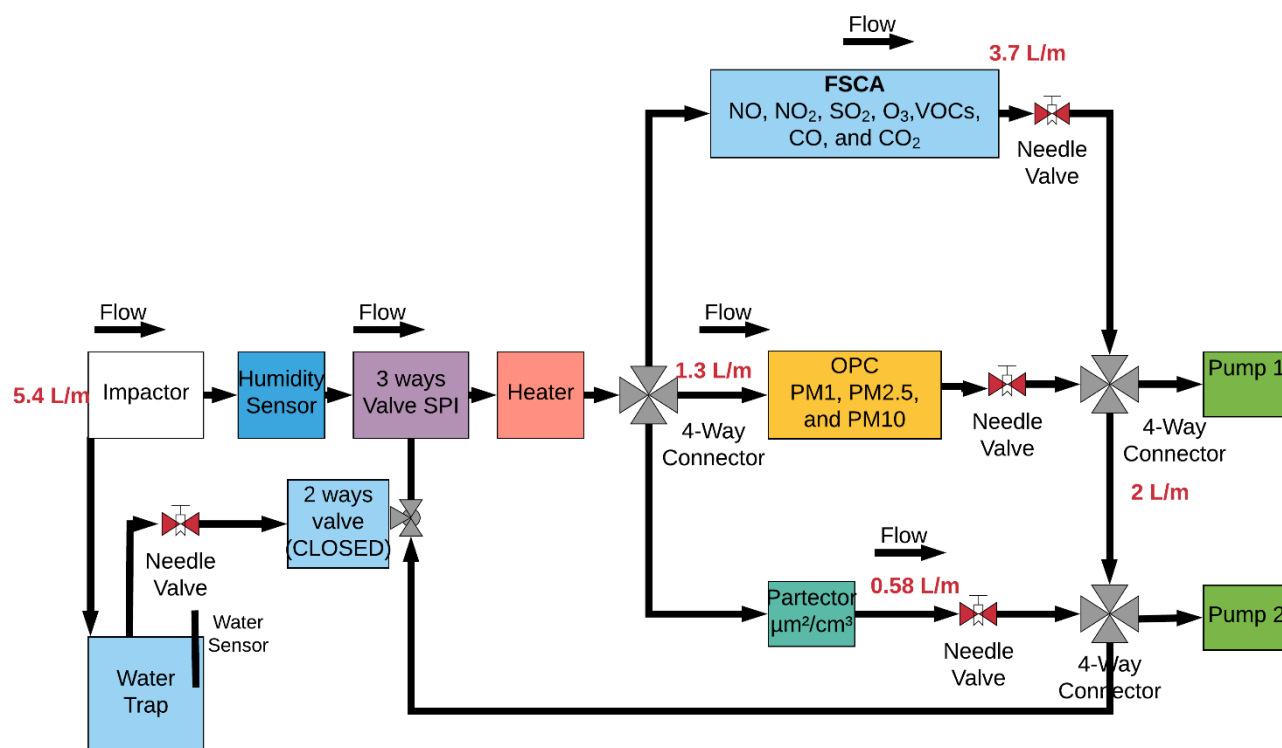 Flow
3.7 L/m
FSCA
NO, NO₂, SO₂, O₃,VOCs,
CO, and CO₂
Needle
Valve
Flow
Flow
Flow
5.4 L/m
Impactor
Humidity
Sensor
3 ways
Valve SPI
Heater
1.3 L/m
4-Way
Connector
OPC
PM1, PM2.5,
and PM10
Needle
Valve
4-Way
Connector
Pump 1
2 L/m
2 ways
valve
(CLOSED)
Needle
Valve
Flow
0.58 L/m
Partector
µm²/cm³
Needle
Valve
4-Way
Connector
Pump 2
Water
Sensor
Water
Trap